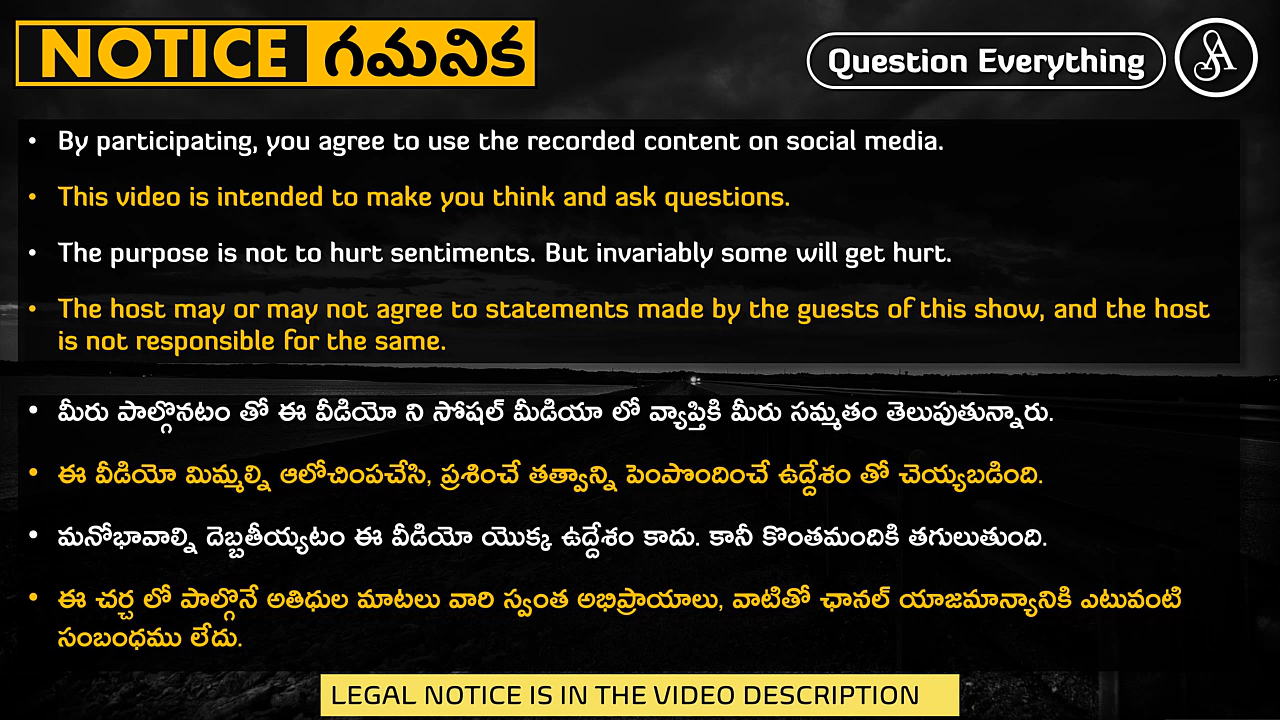 NOTICE గమనిక
Question Everything
SA
• By participating, you agree to use the recorded content on social media.
• This video is intended to make you think and ask questions.
• The purpose is not to hurt sentiments. But invariably some will get hurt.
• The host may or may not agree to statements made by the guests of this show, and the host
is not responsible for the same.
• మీరు పాల్గొనటం తో ఈ వీడియో ని సోషల్ మీడియా లో వ్యాప్తికి మీరు సమ్మతం తెలుపుతున్నారు.
• ఈ వీడియో మిమ్మల్ని ఆలోచింపచేసి, ప్రశించే తత్వాన్ని పెంపొందించే ఉద్దేశం తో చెయ్యబడింది.
• మనోభావాల్ని దెబ్బతీయ్యటం ఈ వీడియో యొక్క ఉద్దేశం కాదు. కానీ కొంతమందికి తగులుతుంది.
• ఈ చర్చ లో పాల్గొనే అతిధుల మాటలు వారి స్వంత అభిప్రాయాలు, వాటితో ఛానల్ యాజమాన్యానికి ఎటువంటి
సంబంధము లేదు.
LEGAL NOTICE IS IN THE VIDEO DESCRIPTION